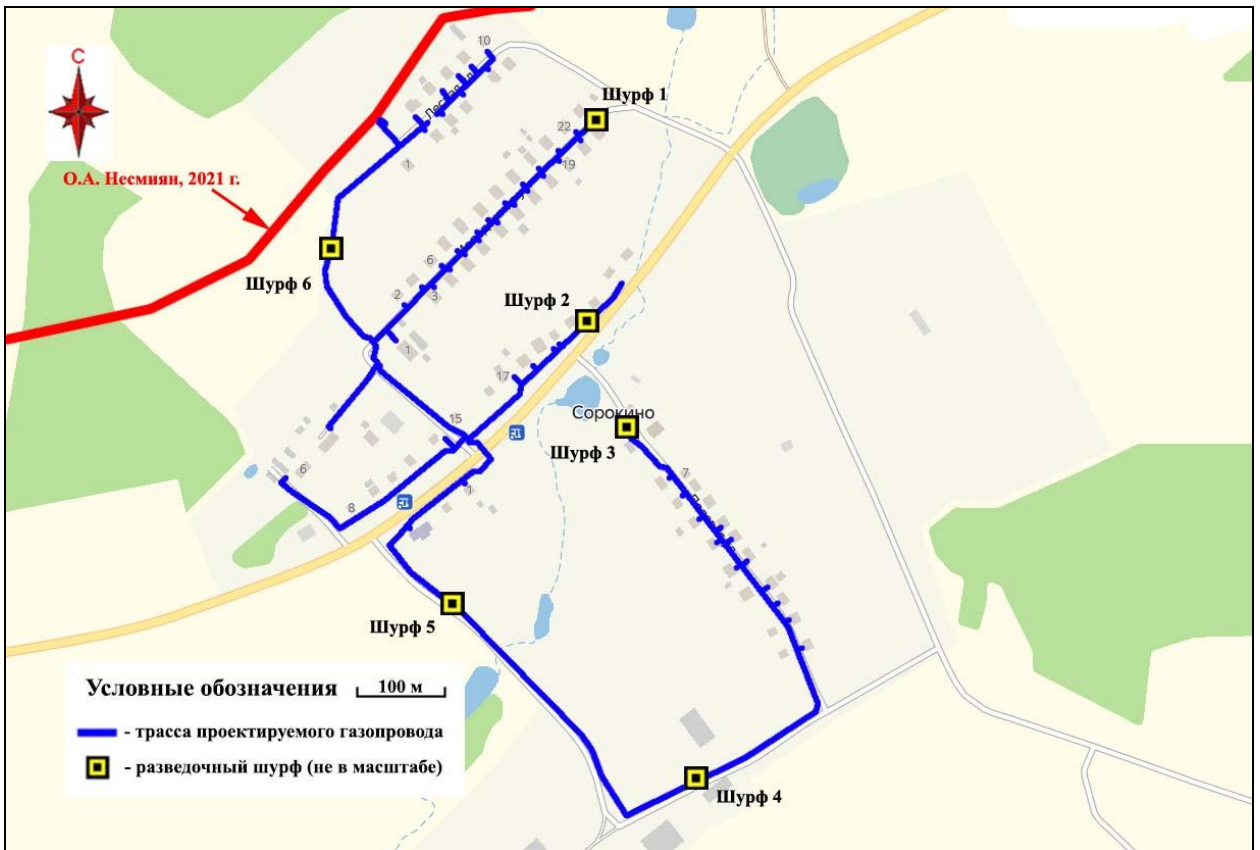 С
10
Шурф 1
22
19
1
О.А. Несмиян, 2021 г.
Шурф 6
6
2
3
1
Шурф 2
17
Сорокино
Шурф 3
15
7
6
8
1
Шурф 5
Шурф 4
Условные обозначения
100 м
- трасса проектируемого газопровода
- разведочный шурф (не в масштабе)